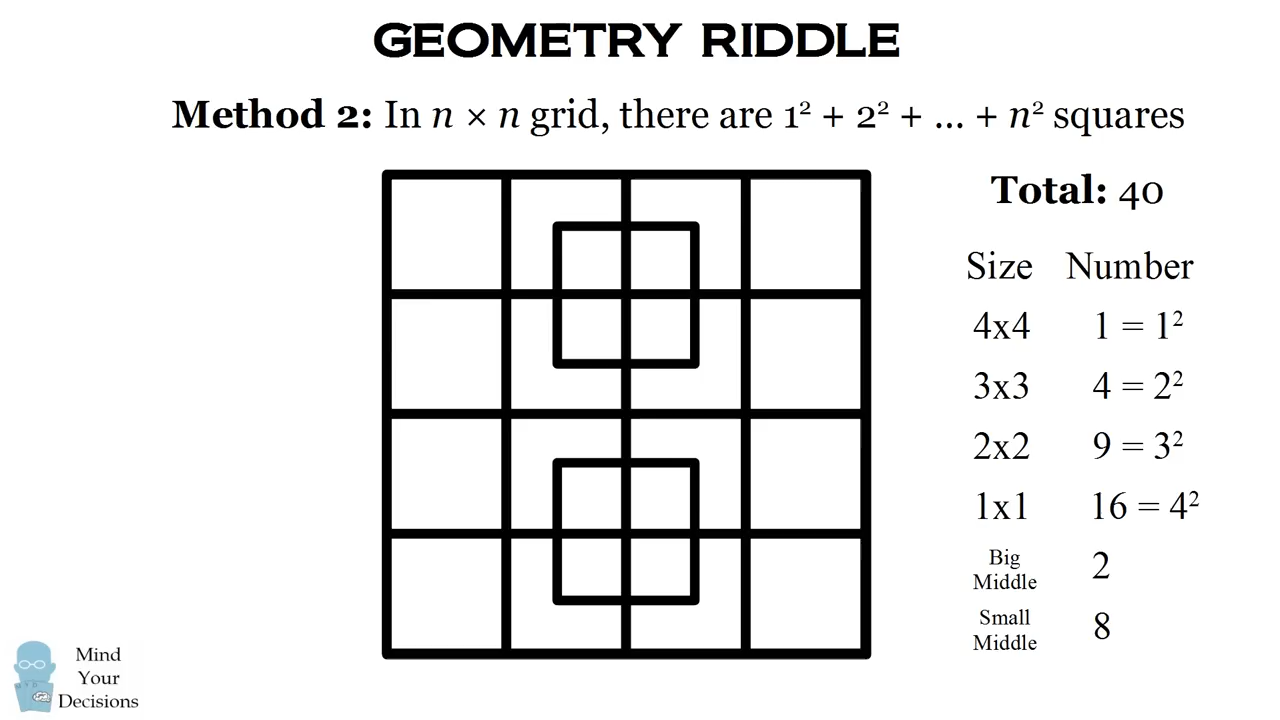 GEOMETRY RIDDLE
Method 2: In n × n grid, there are 1² + 2² + ... + n² squares
Total: 40
Size Number
4x4 1 = 1²
3x3 4 = 2²
2x2 9 = 3²
1x1 16 = 4²
Big
Middle 2
Small
Middle 8
Mind
Your
Decisions